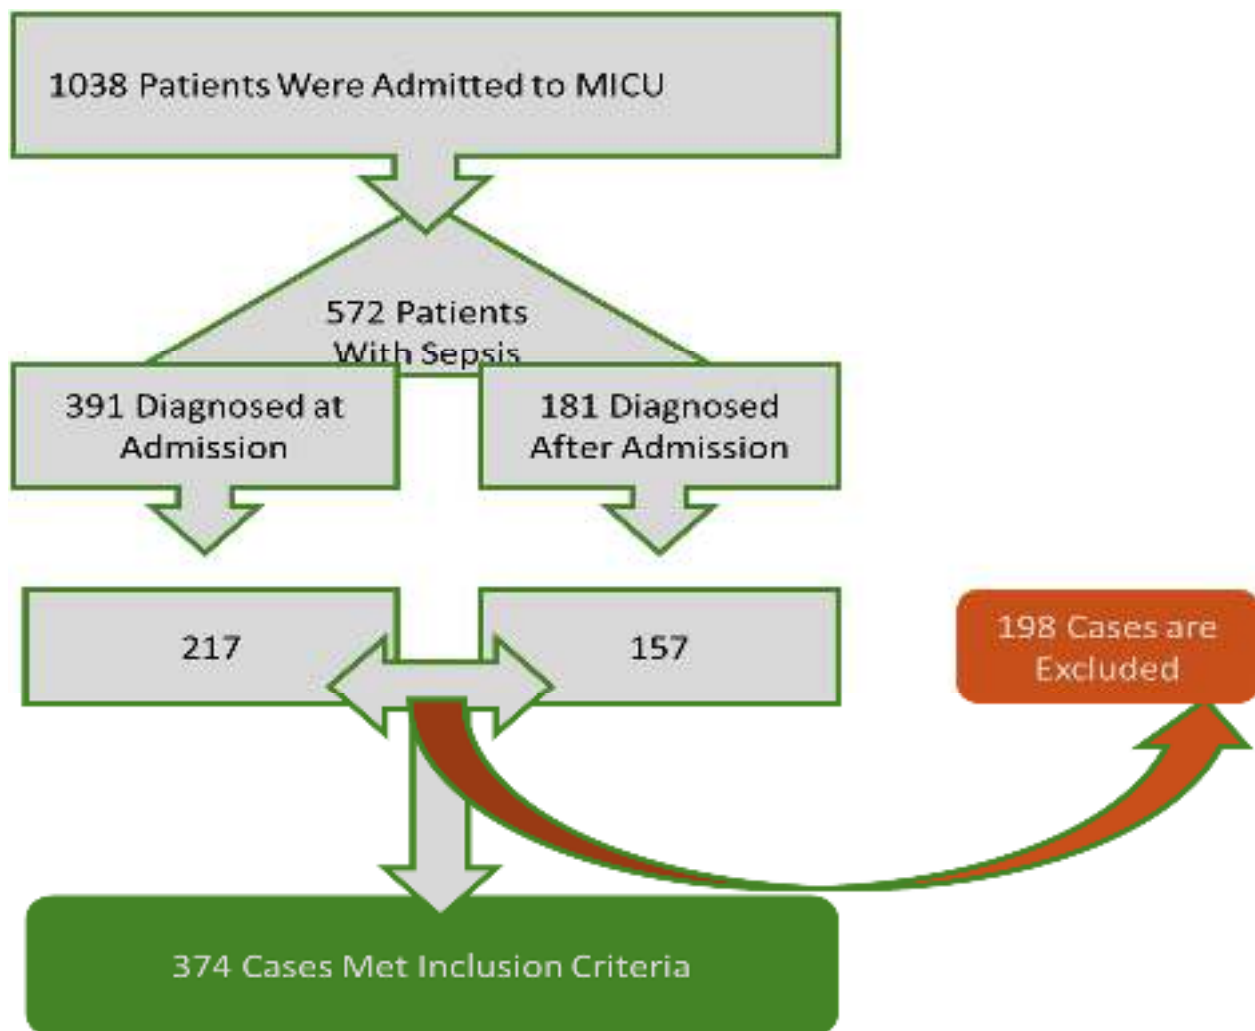 1038 Patients Were Admitted to MICU
572 Patients
With Sepsis
391 Diagnosed at
Admission
181 Diagnosed
After Admission
217
157
198 Cases are
Excluded
374 Cases Met Inclusion Criteria